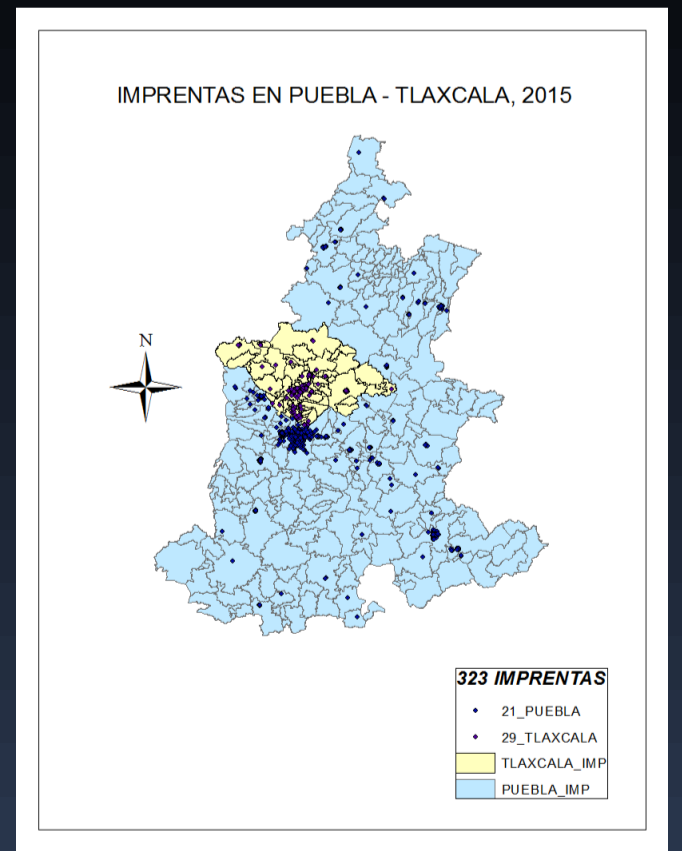 IMPRENTAS EN PUEBLA - TLAXCALA, 2015
N
323 IMPRENTAS
21_PUEBLA
29_TLAXCALA
TLAXCALA_IMP
PUEBLA_IMP